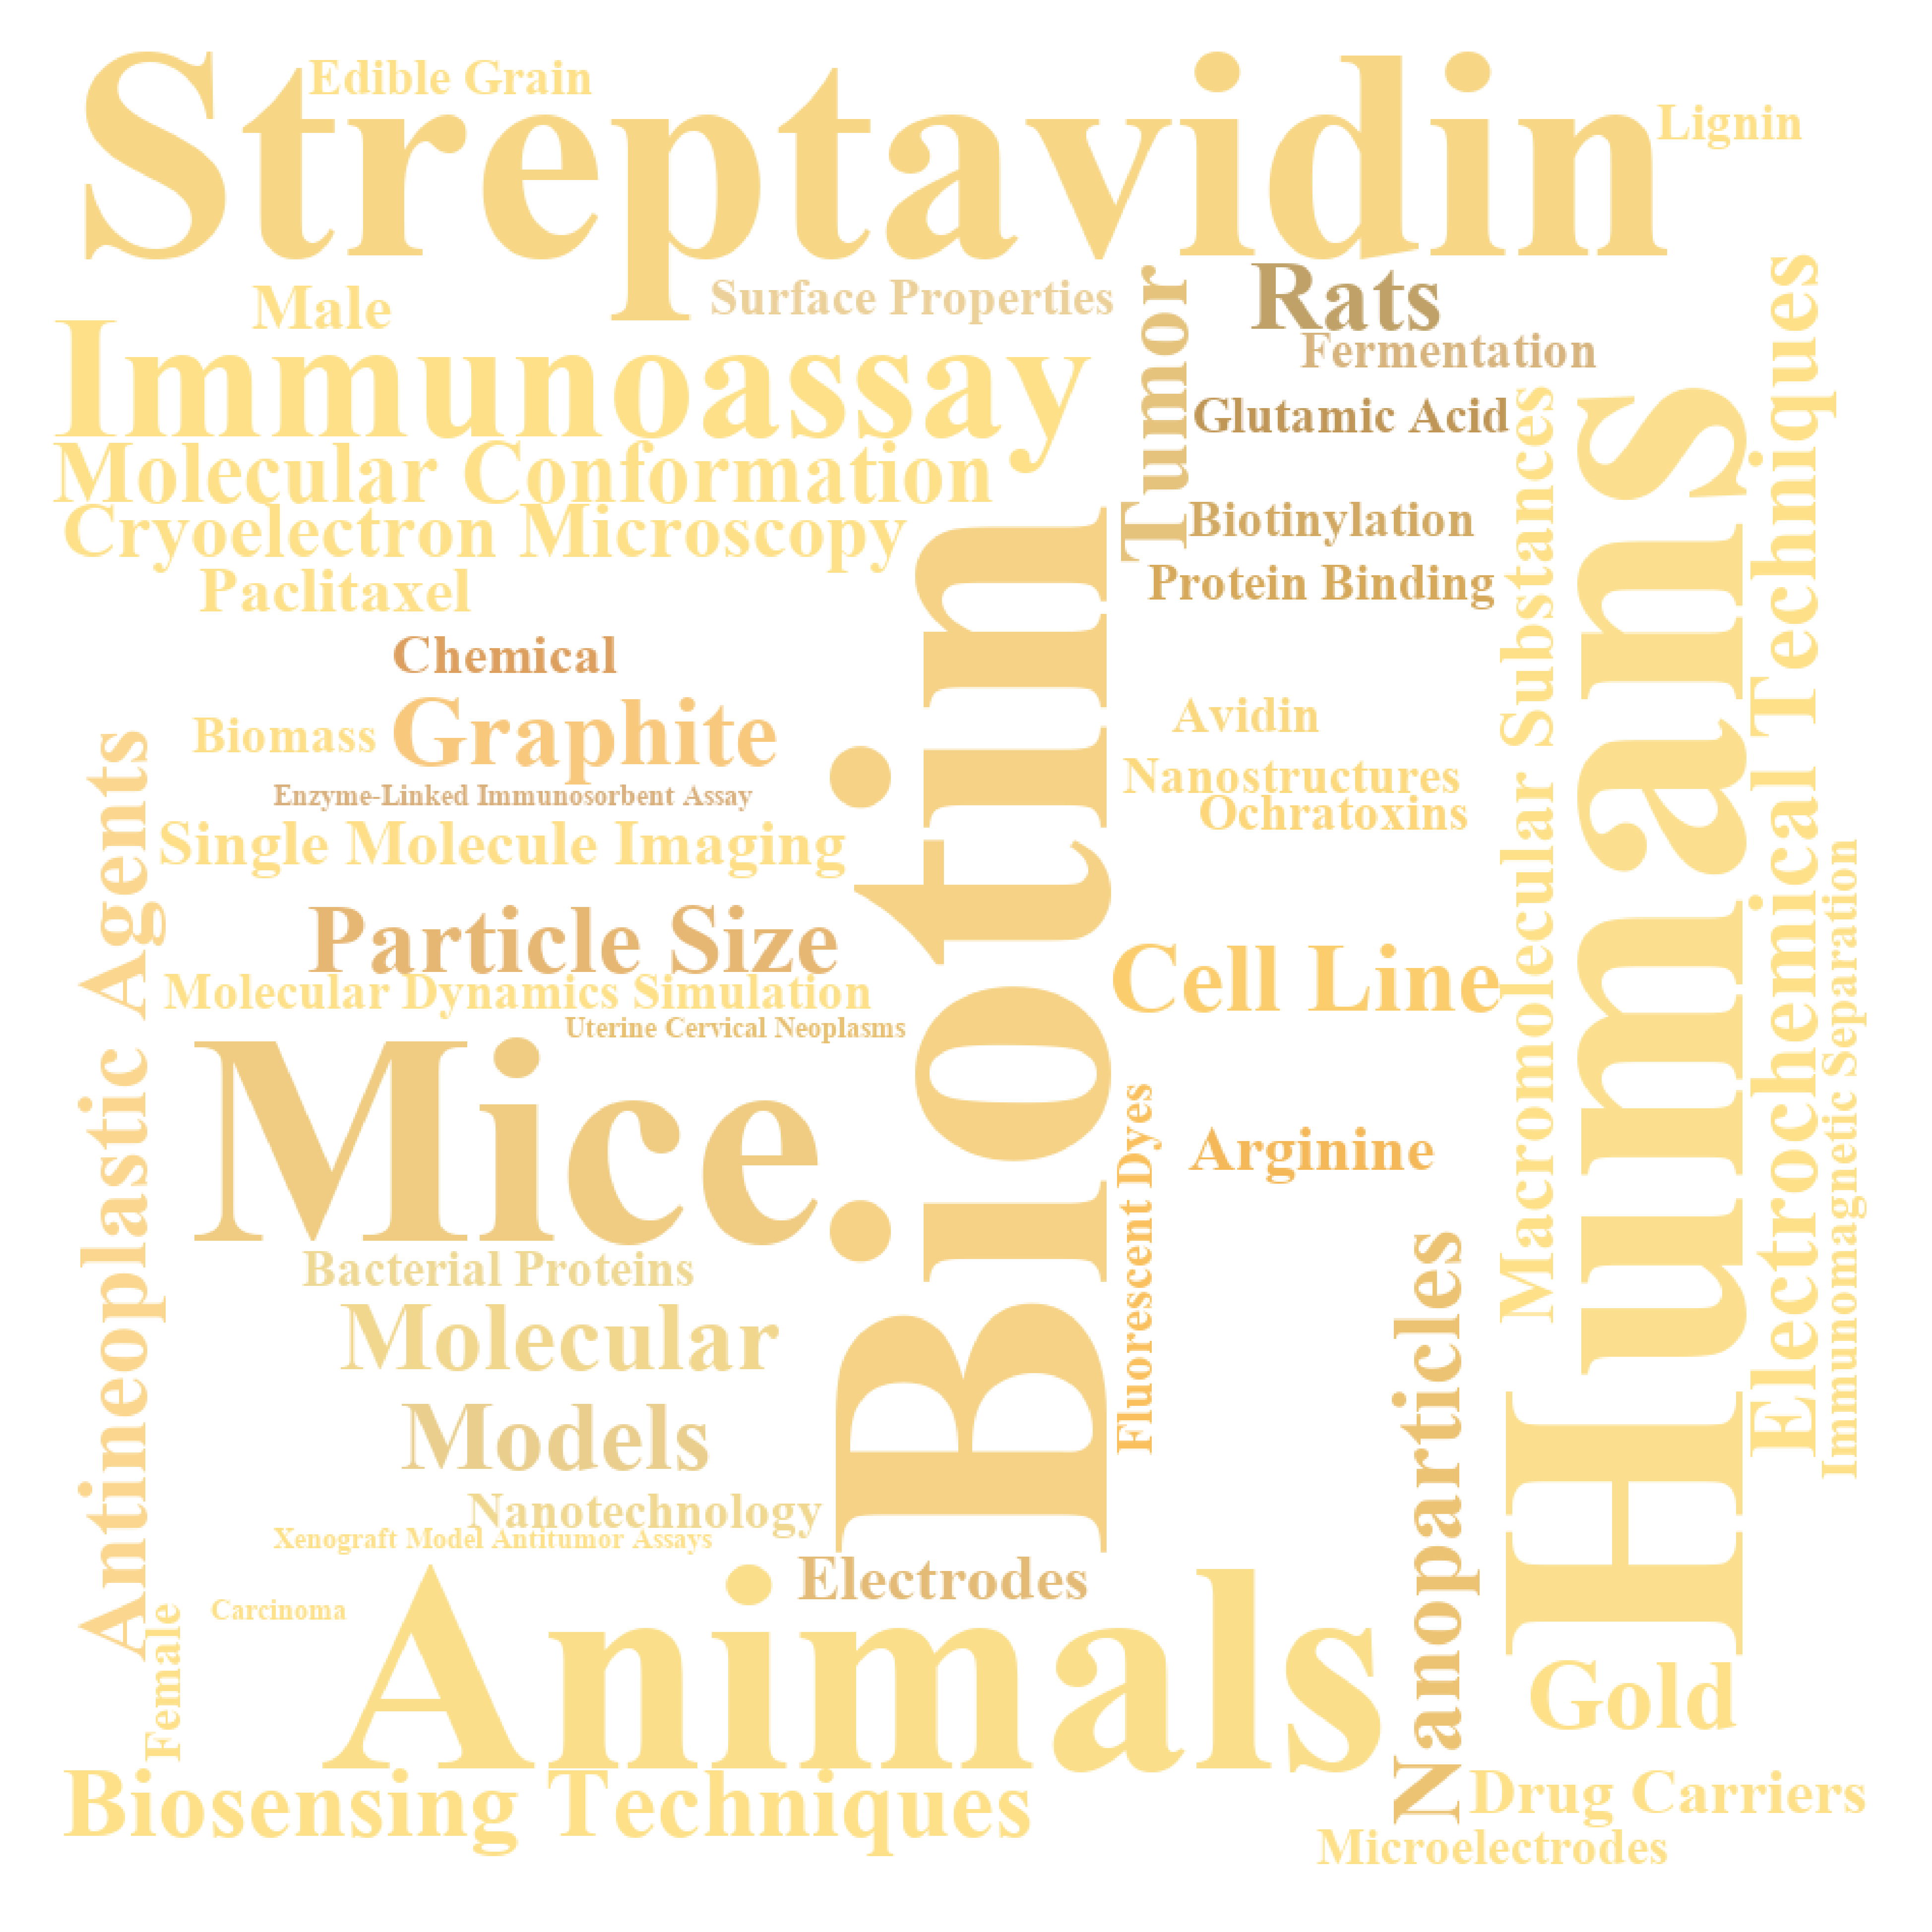 Streptavidin
Edible Grain
Lignin
Male
Surface Properties
Tumor
Rats
Fermentation
Immunoassay
Glutamic Acid
Molecular Conformation
Cryoelectron Microscopy
Biotinylation
Protein Binding
Paclitaxel
Chemical
Biomass
Graphite
Enzyme-Linked Immunosorbent Assay
Single Molecule Imaging
Avidin
Nanostructures
Ochratoxins
Particle Size
Molecular Dynamics Simulation
Uterine Cervical Neoplasms
Cell Line
Mice
Biotin
Humans
Macromolecular Substances
Electrochemical Techniques
Immunomagnetic Separation
Antineoplastic Agents
Fluorescent Dyes
Arginine
Bacterial Proteins
Molecular
Models
Nanotechnology
Xenograft Model Antitumor Assays
Electrodes
Nanoparticles
Carcinoma
Female
Animals
Gold
Biosensing Techniques
Drug Carriers
Microelectrodes